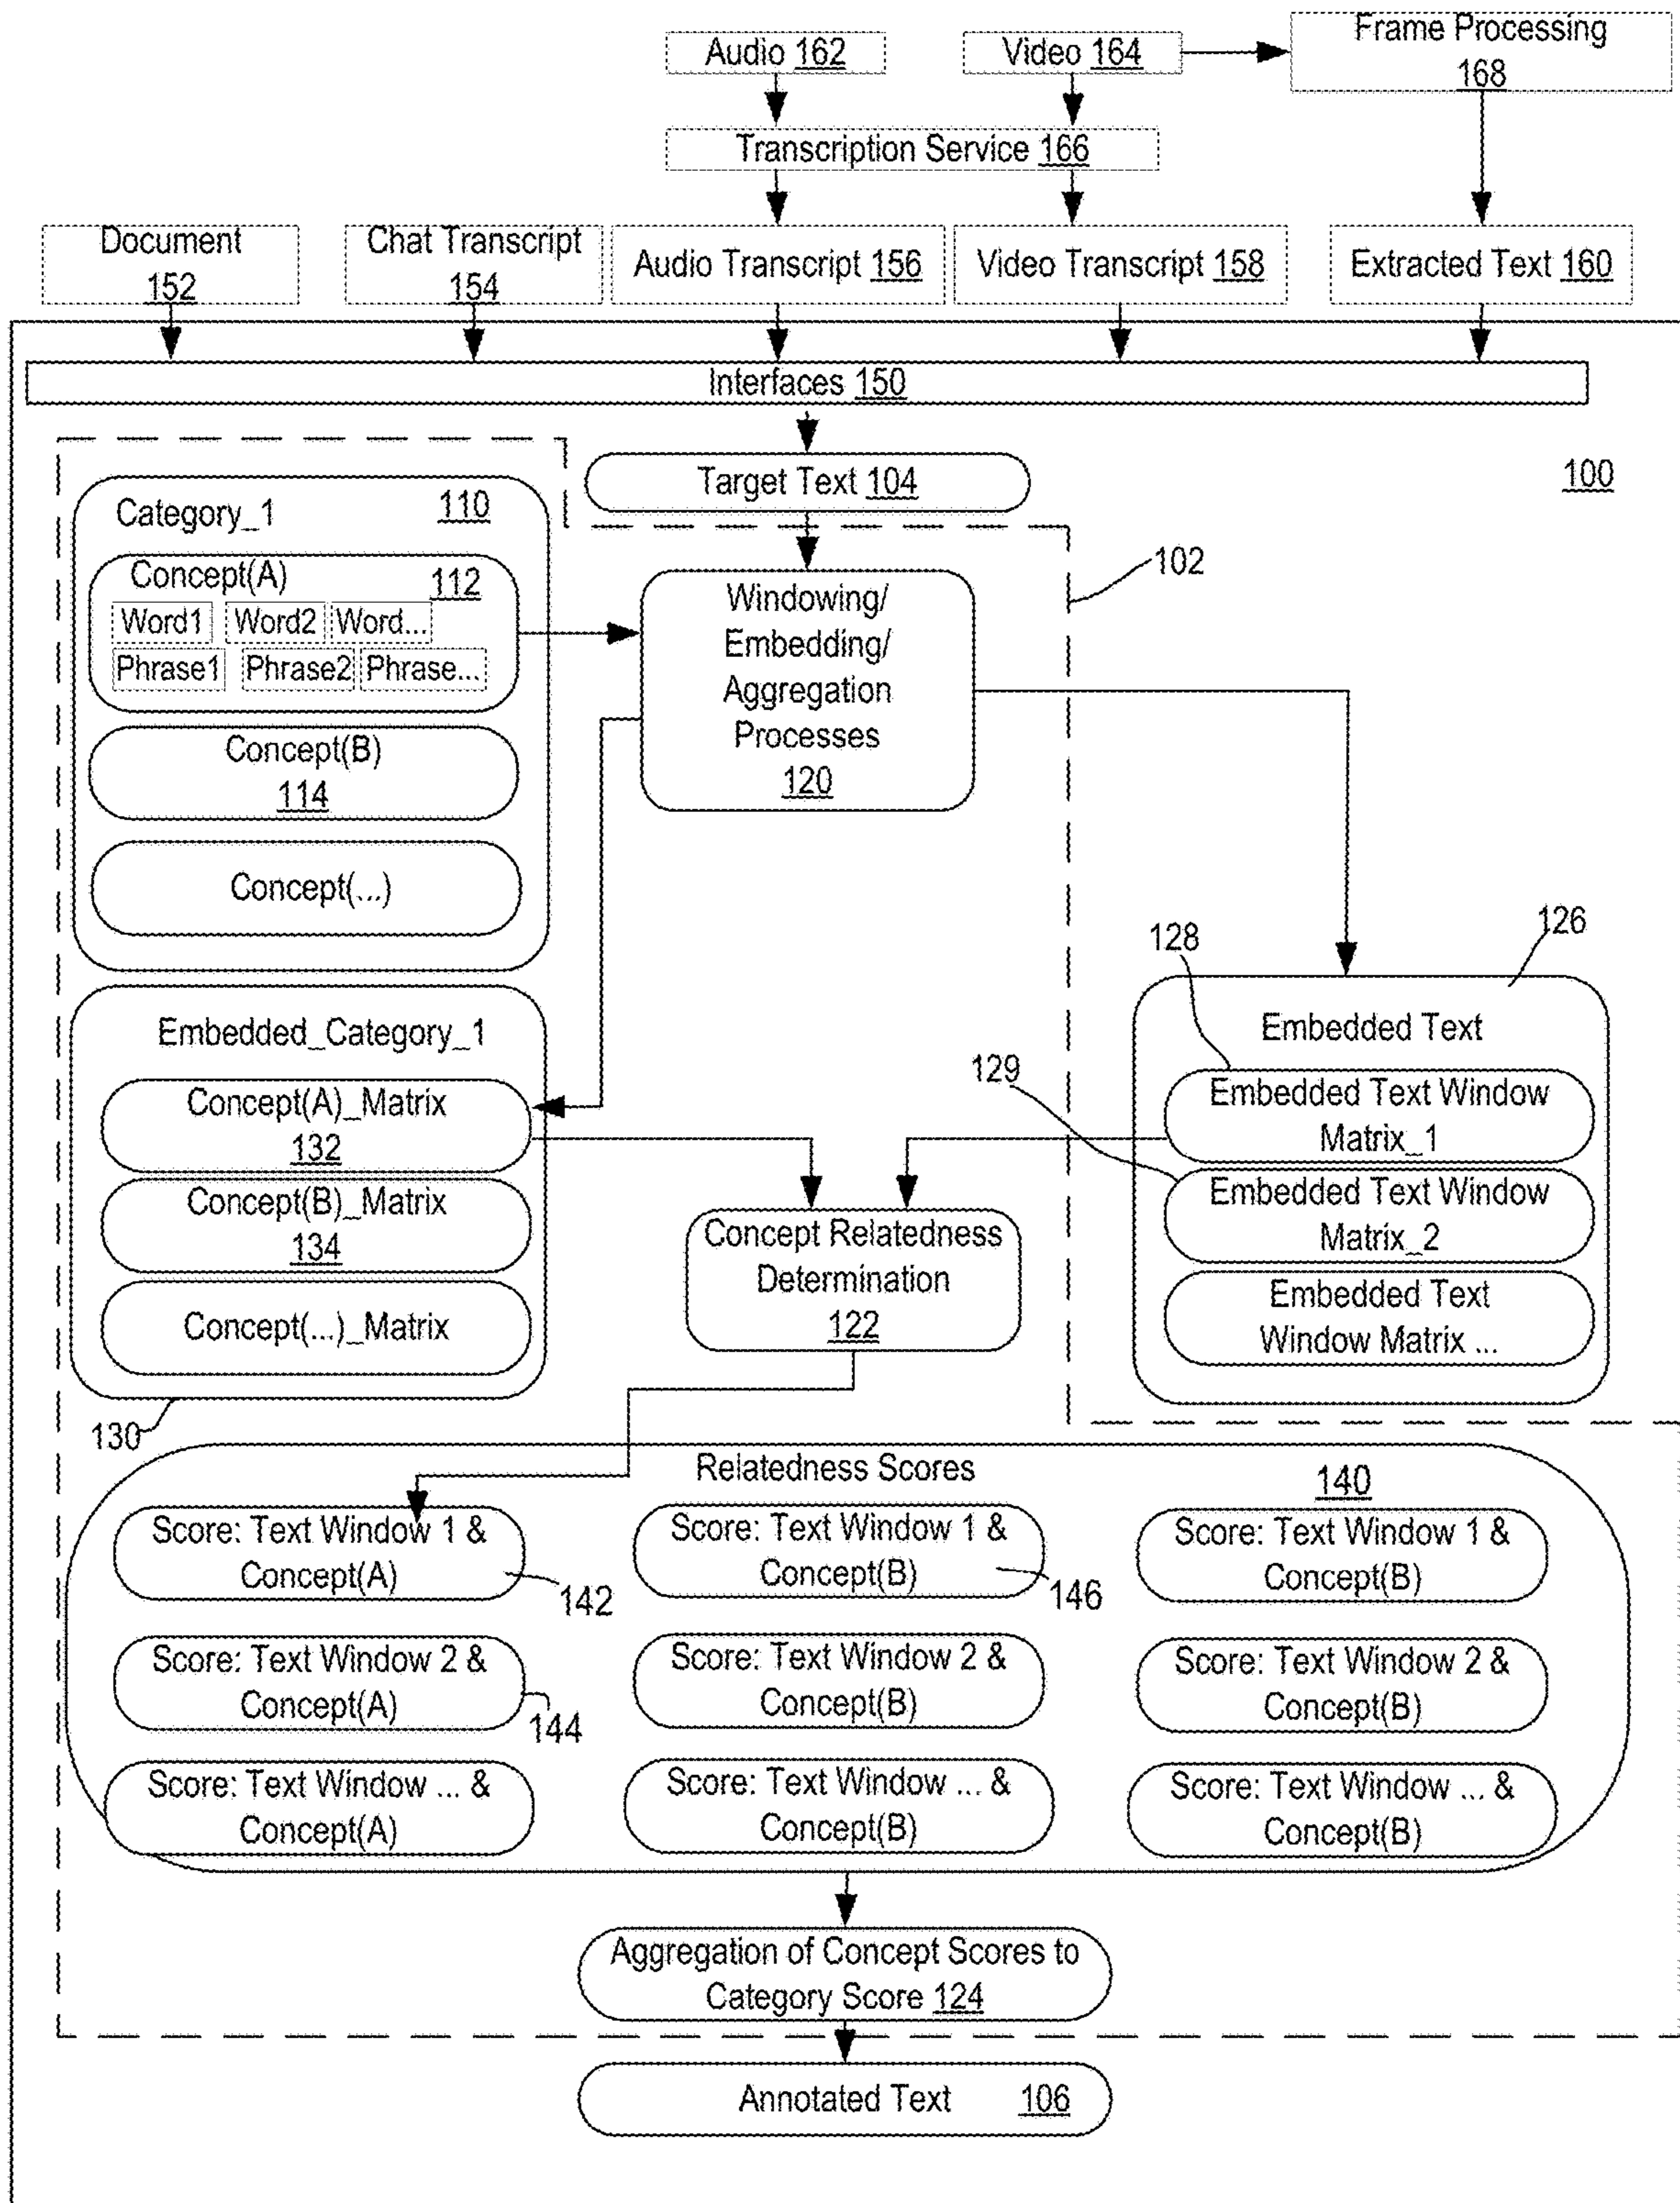 Audio 162
Video 164
Frame Processing
168
Transcription Service 166
Document
152
Chat Transcript
154
Audio Transcript 156
Video Transcript 158
Extracted Text 160
Interfaces 150
Target Text 104
100
102
Category_1
110
Concept(A)
112
Word1
Word2
Word...
Phrase1
Phrase2
Phrase...
Concept(B)
114
Concept(...)
Windowing/
Embedding/
Aggregation
Processes
120
126
128
129
Embedded Text
Embedded Text Window
Matrix_1
Embedded Text Window
Matrix_2
Embedded Text
Window Matrix ...
Embedded_Category_1
Concept(A)_Matrix
132
Concept(B)_Matrix
134
Concept(...)_Matrix
130
Concept Relatedness
Determination
122
Relatedness Scores
140
Score: Text Window 1 &
Concept(A)
142
Score: Text Window 1 &
Concept(B)
146
Score: Text Window 1 &
Concept(B)
Score: Text Window 2 &
Concept(A)
144
Score: Text Window 2 &
Concept(B)
Score: Text Window 2 &
Concept(B)
Score: Text Window ... &
Concept(A)
Score: Text Window ... &
Concept(B)
Score: Text Window ... &
Concept(B)
Aggregation of Concept Scores to
Category Score 124
Annotated Text 106